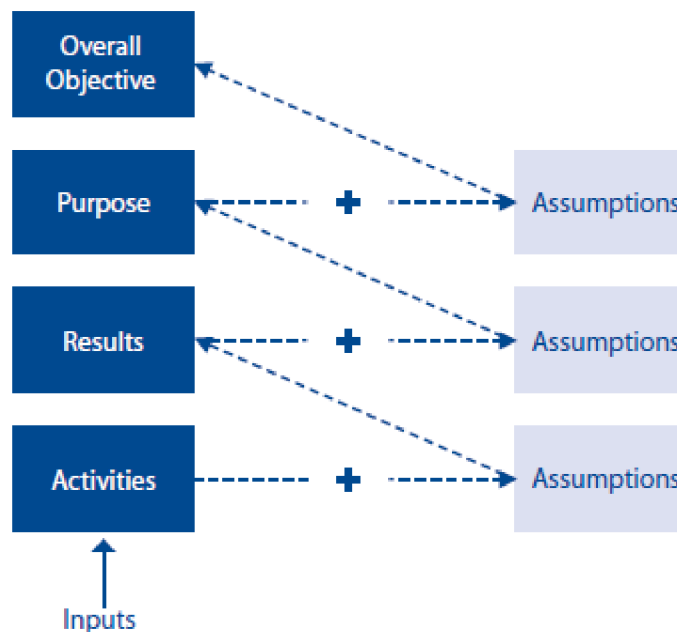 Overall
Objective
Purpose
+
Assumptions
Results
+
Assumptions
Activities
+
Assumptions
Inputs